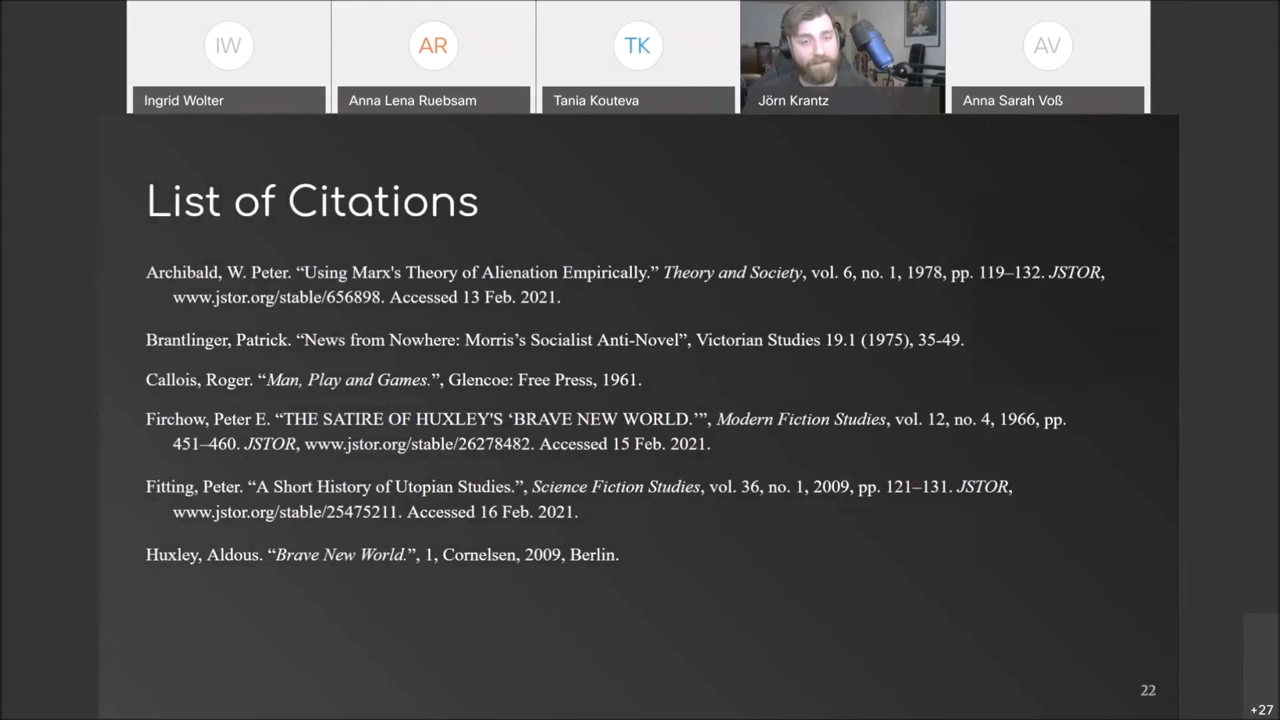 IW
AR
TK
AV
Ingrid Wolter
Anna Lena Ruebsam
Tania Kouteva
Jörn Krantz
Anna Sarah Voß
List of Citations
Archibald, W. Peter. “Using Marx's Theory of Alienation Empirically.” Theory and Society, vol. 6, no. 1, 1978, pp. 119–132. JSTOR,
www.jstor.org/stable/656898. Accessed 13 Feb. 2021.
Brantlinger, Patrick. “News from Nowhere: Morris’s Socialist Anti-Novel”, Victorian Studies 19.1 (1975), 35-49.
Callois, Roger. “Man, Play and Games.”, Glencoe: Free Press, 1961.
Firchow, Peter E. “THE SATIRE OF HUXLEY'S ‘BRAVE NEW WORLD.’”, Modern Fiction Studies, vol. 12, no. 4, 1966, pp.
451–460. JSTOR, www.jstor.org/stable/26278482. Accessed 15 Feb. 2021.
Fitting, Peter. “A Short History of Utopian Studies.”, Science Fiction Studies, vol. 36, no. 1, 2009, pp. 121–131. JSTOR,
www.jstor.org/stable/25475211. Accessed 16 Feb. 2021.
Huxley, Aldous. “Brave New World.”, 1, Cornelsen, 2009, Berlin.
22
+27